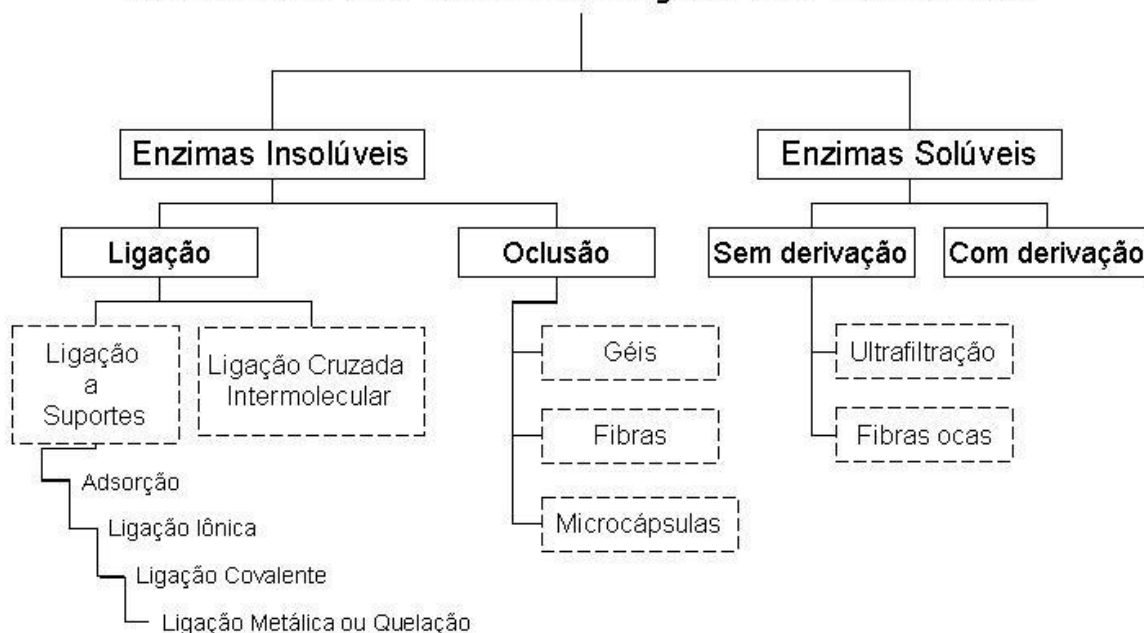 Enzimas Insolúveis
Enzimas Solúveis
Ligação
Oclusão
Sem derivação
Com derivação
Ligação
a
Suportes
Ligação Cruzada
Intermolecular
Géis
Fibras
Microcápsulas
Ultrafiltração
Fibras ocas
Adsorção
Ligação Iônica
Ligação Covalente
Ligação Metálica ou Quelação